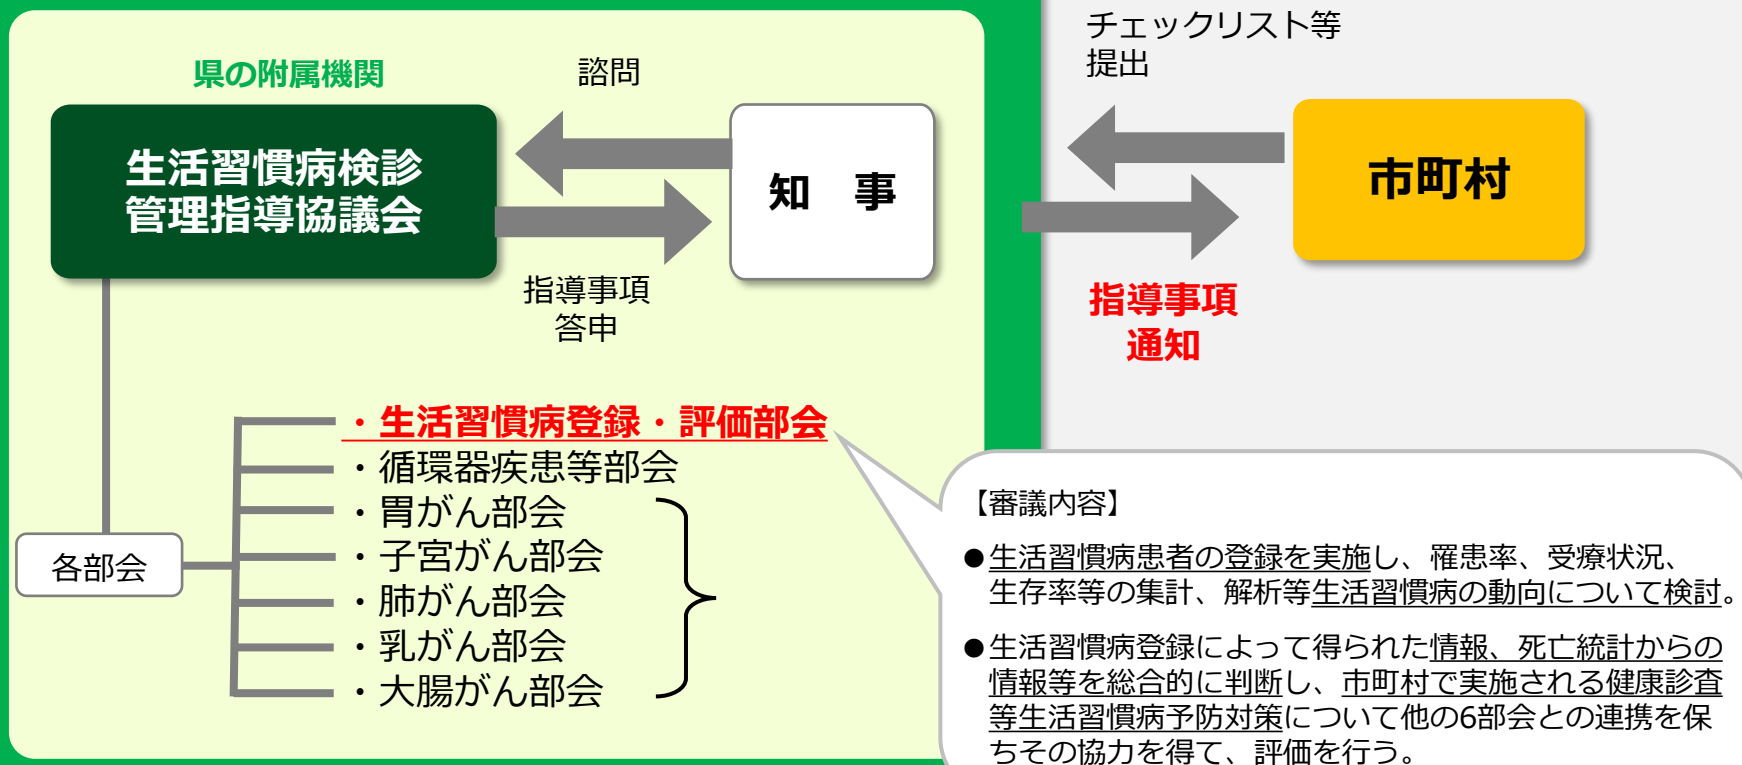 チェックリスト等
提出
県の附属機関
諮問
生活習慣病検診
管理指導協議会
知　事
市町村
指導事項
答申
指導事項
通知
・生活習慣病登録・評価部会
・循環器疾患等部会
・胃がん部会
・子宮がん部会
・肺がん部会
・乳がん部会
・大腸がん部会
各部会
【審議内容】
●生活習慣病患者の登録を実施し、罹患率、受療状況、
生存率等の集計、解析等生活習慣病の動向について検討。
●生活習慣病登録によって得られた情報、死亡統計からの
情報等を総合的に判断し、市町村で実施される健康診査
等生活習慣病予防対策について他の6部会との連携を保
ちその協力を得て、評価を行う。